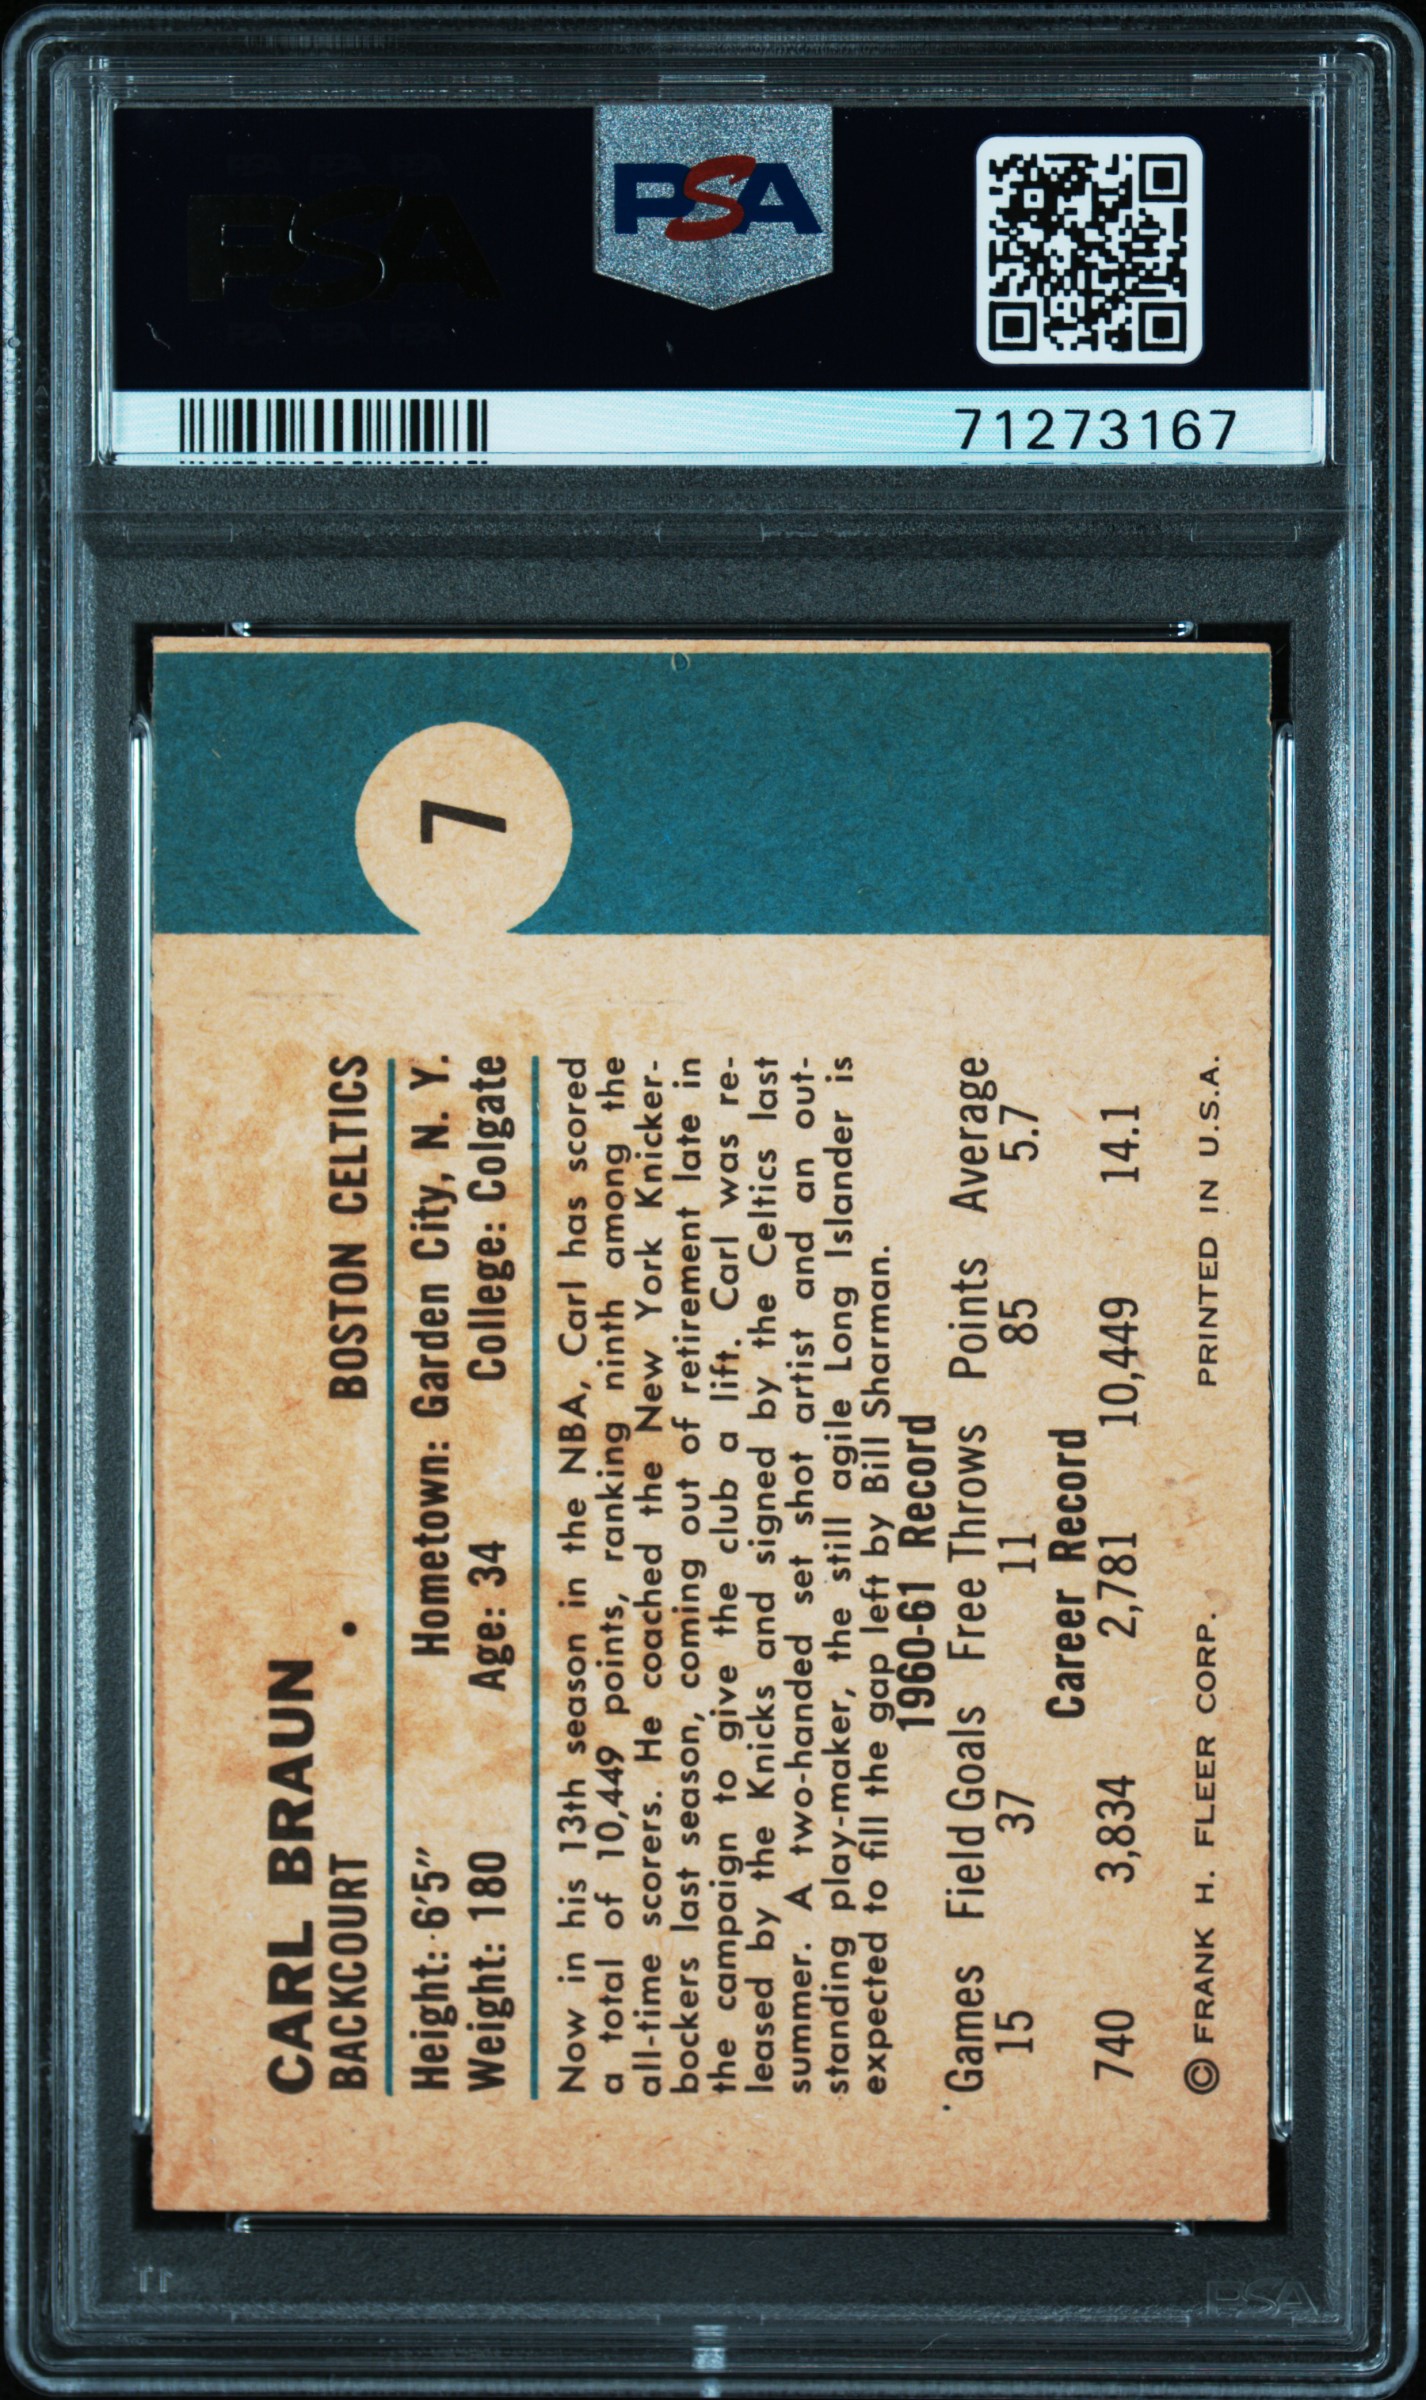 PSA
PSA
71273167
7
CARL BRAUN
BACKCOURT • BOSTON CELTICS
Height: 6'5" Hometown: Garden City, N. Y.
Weight: 180 Age: 34 College: Colgate
Now in his 13th season in the NBA, Carl has scored
a total of 10,449 points, ranking ninth among the
all-time scorers. He coached the New York Knicker-
bockers last season, coming out of retirement late in
the campaign to give the club a lift. Carl was re-
leased by the Knicks and signed by the Celtics last
summer. A two-handed set shot artist and an out-
standing play-maker, the still agile Long Islander is
expected to fill the gap left by Bill Sharman.
1960-61 Record
Games Field Goals Free Throws Points Average
15 37 11 85 5.7
Career Record
740 3,834 2,781 10,449 14.1
© FRANK H. FLEER CORP. PRINTED IN U.S.A.
PSA